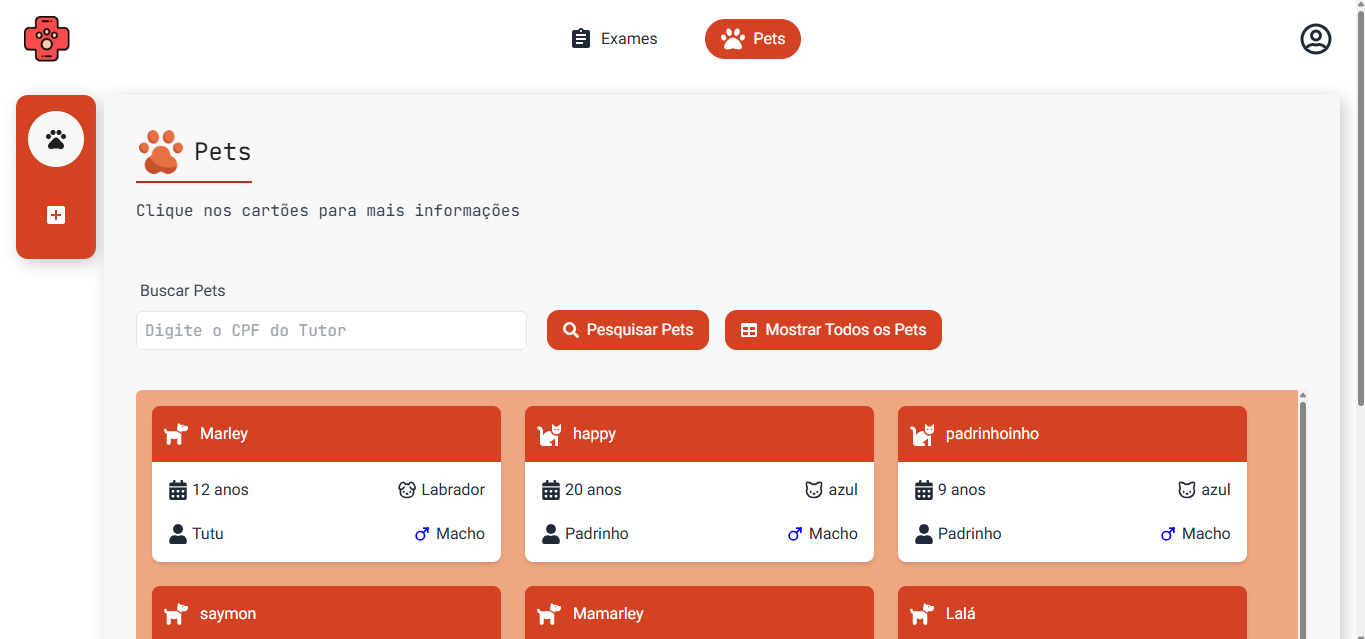 Exames Pets
Pets
Clique nos cartões para mais informações
Buscar Pets
Digite o CPF do Tutor Pesquisar Pets Mostrar Todos os Pets
Marley happy padrinhoinho
12 anos Labrador 20 anos azul 9 anos azul
Tutu Macho Padrinho Macho Padrinho Macho
saymon Mamarley Lalá